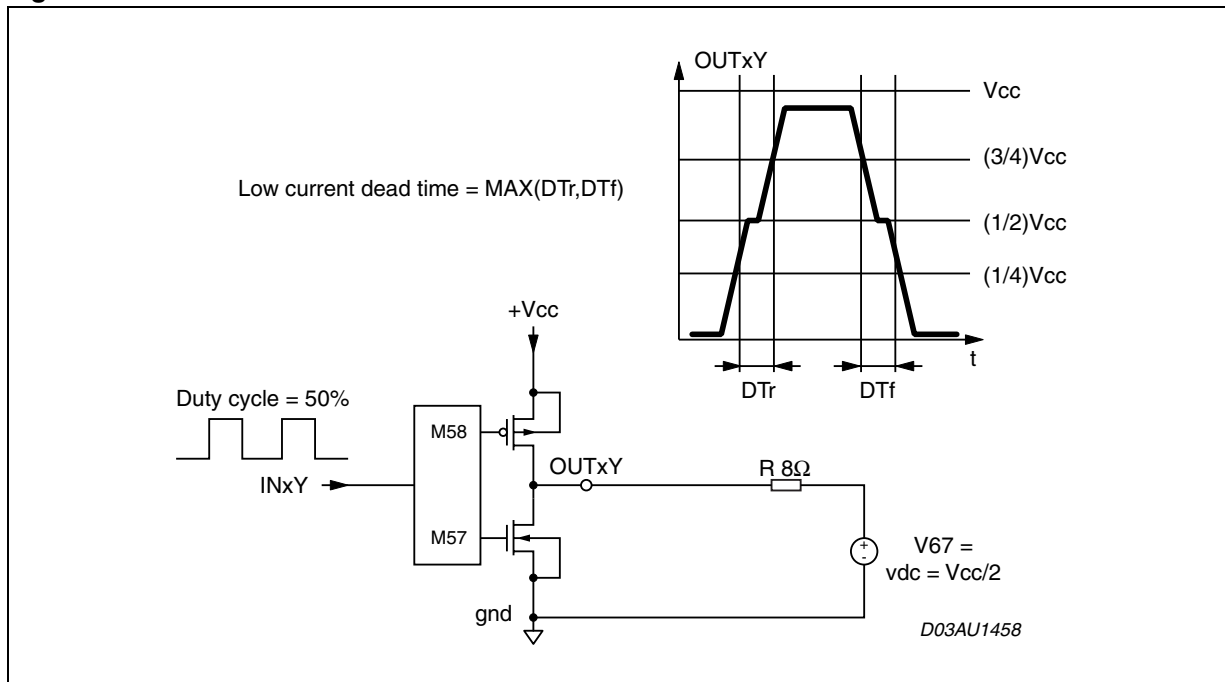 OUTxY
Vcc
(3/4)Vcc
Low current dead time = MAX(DTr,DTf)
(1/2)Vcc
(1/4)Vcc
+Vcc
t
DTr
DTf
Duty cycle = 50%
M58
OUTxY
R 8Ω
INxY
M57
+
-
V67 =
vdc = Vcc/2
gnd
D03AU1458